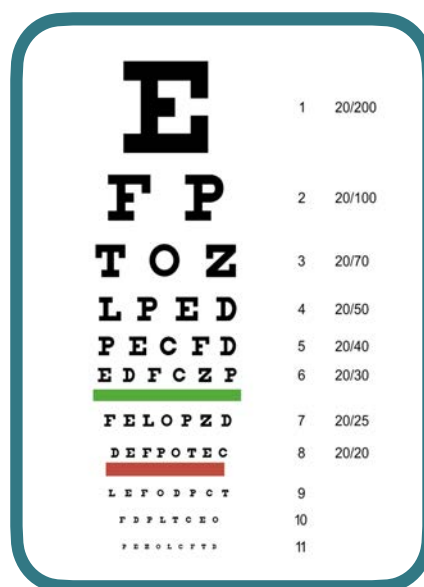 E 1 20/200
F P 2 20/100
T O Z 3 20/70
L P E D 4 20/50
P E C F D 5 20/40
E D F C Z P 6 20/30
F E L O P Z D 7 20/25
D E F P O T E C 8 20/20
L E F O D P C T 9
F D P L T C E O 10
P E Z O L C F T D 11